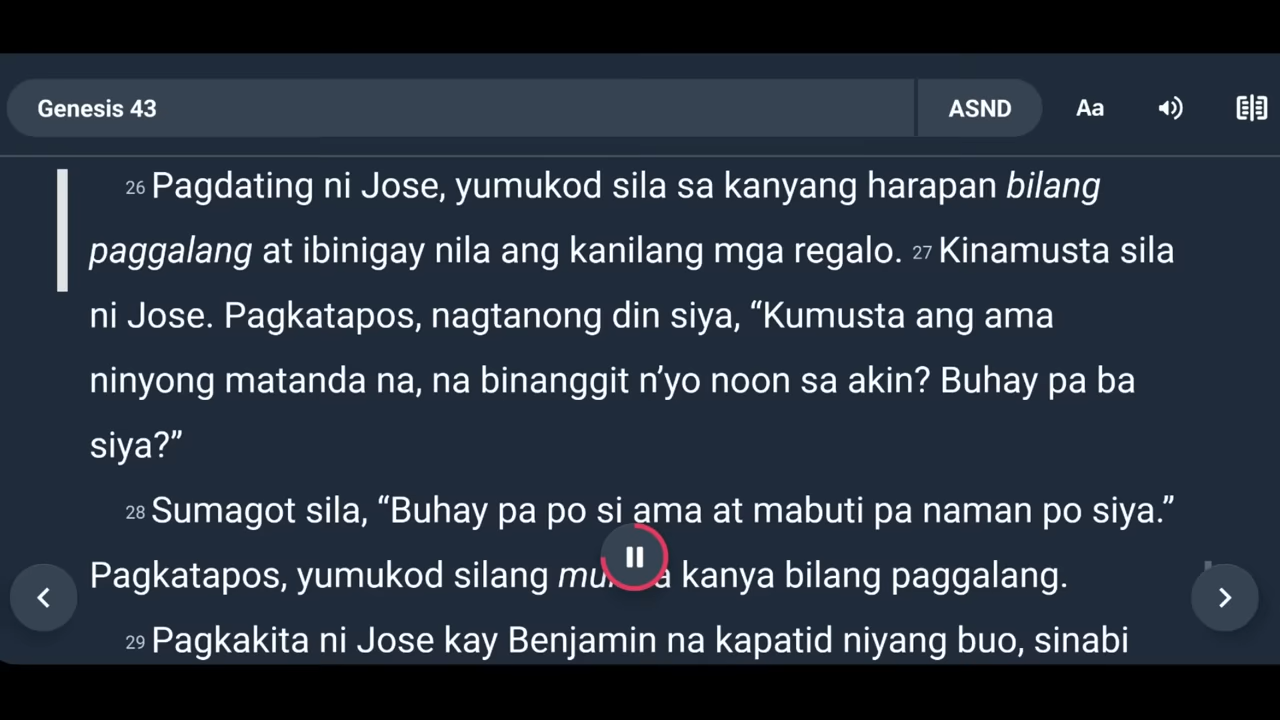 Genesis 43
ASND
Aa
26 Pagdating ni Jose, yumukod sila sa kanyang harapan bilang
paggalang at ibinigay nila ang kanilang mga regalo. 27 Kinamusta sila
ni Jose. Pagkatapos, nagtanong din siya, “Kumusta ang ama
ninyong matanda na, na binanggit n’yo noon sa akin? Buhay pa ba
siya?”
28 Sumagot sila, “Buhay pa po si ama at mabuti pa naman po siya.”
Pagkatapos, yumukod silang kanya bilang paggalang.
29 Pagkakita ni Jose kay Benjamin na kapatid niyang buo, sinabi